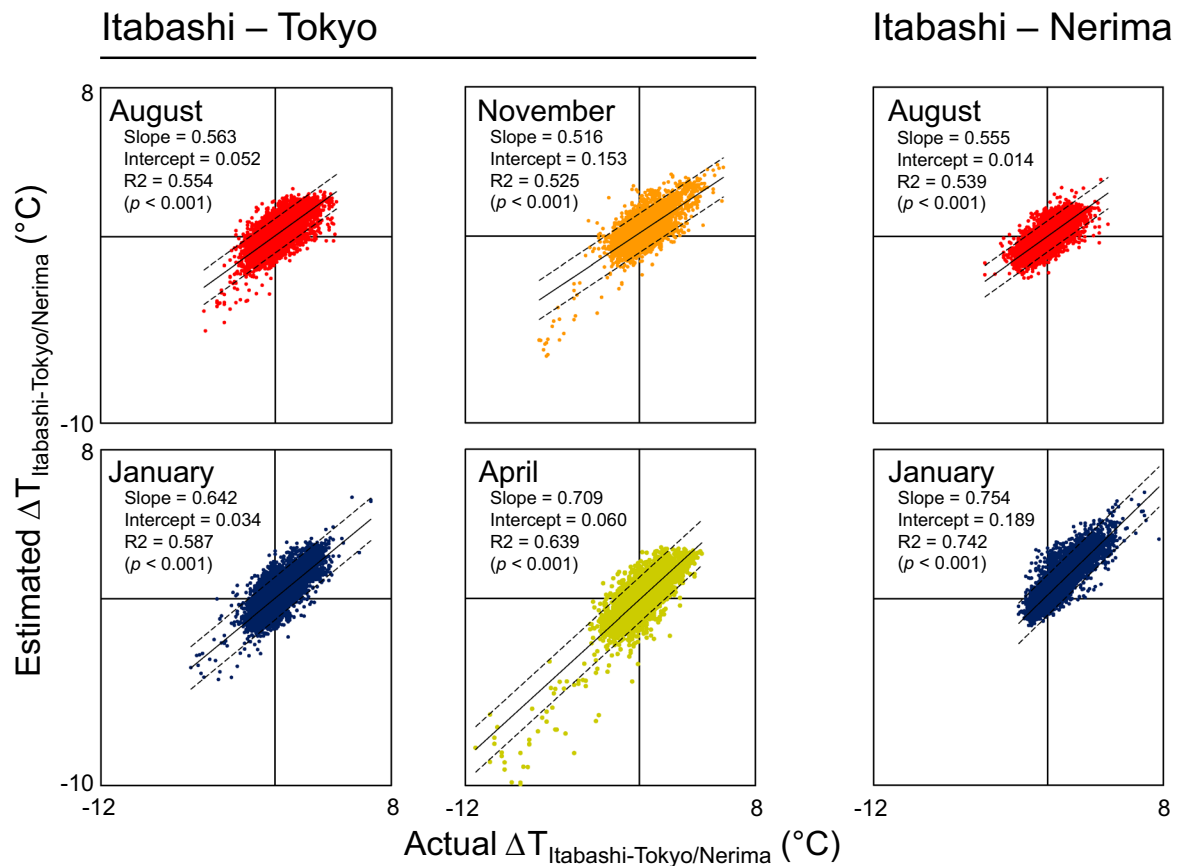 Itabashi – Tokyo
Itabashi – Nerima
8
-10
August
Slope = 0.563
Intercept = 0.052
R2 = 0.554
(p < 0.001)
November
Slope = 0.516
Intercept = 0.153
R2 = 0.525
(p < 0.001)
August
Slope = 0.555
Intercept = 0.014
R2 = 0.539
(p < 0.001)
8
-10
January
Slope = 0.642
Intercept = 0.034
R2 = 0.587
(p < 0.001)
April
Slope = 0.709
Intercept = 0.060
R2 = 0.639
(p < 0.001)
January
Slope = 0.754
Intercept = 0.189
R2 = 0.742
(p < 0.001)
-12 8
-12 8
-12 8
Estimated ΔTItabashi-Tokyo/Nerima (°C)
Actual ΔTItabashi-Tokyo/Nerima (°C)